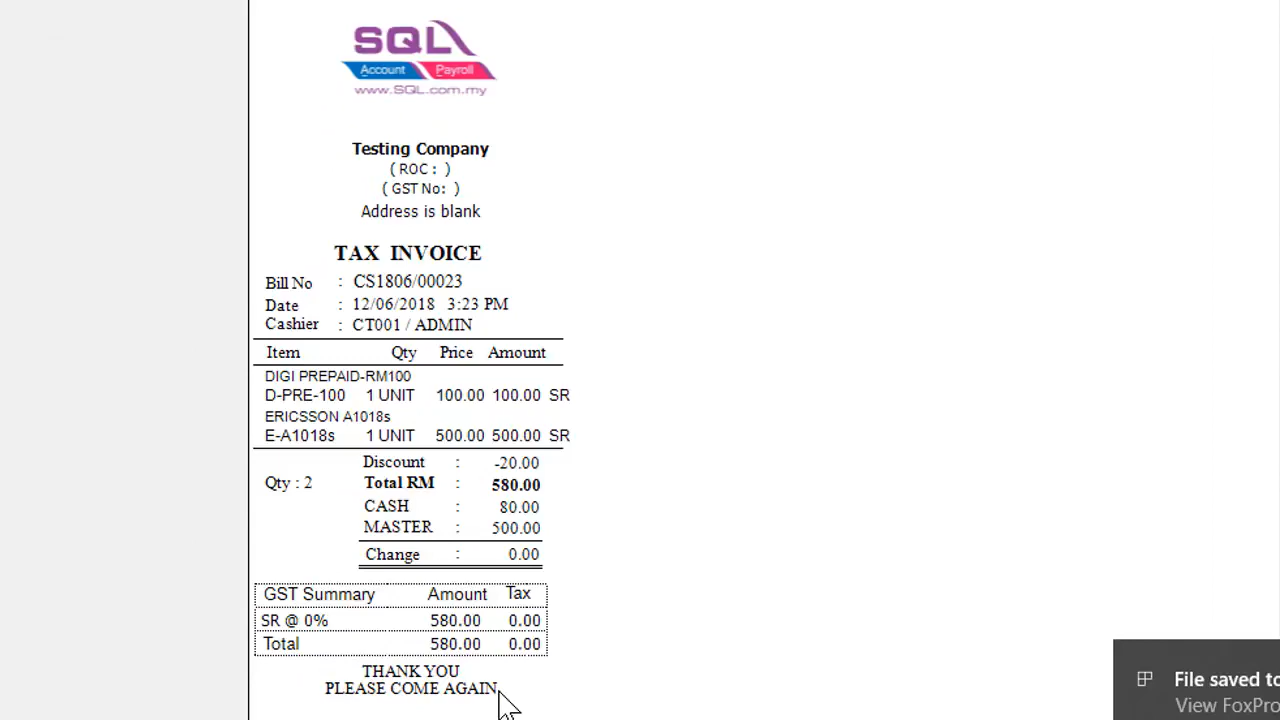 SQL
Account Payroll
www.SQL.com.my
Testing Company
( ROC : )
( GST No: )
Address is blank
TAX INVOICE
Bill No : CS1806/00023
Date : 12/06/2018 3:23 PM
Cashier : CT001 / ADMIN
Item Qty Price Amount
DIGI PREPAID-RM100
D-PRE-100 1 UNIT 100.00 100.00 SR
ERICSSON A1018s
E-A1018s 1 UNIT 500.00 500.00 SR
Discount : -20.00
Qty : 2 Total RM : 580.00
CASH : 80.00
MASTER : 500.00
Change : 0.00
GST Summary Amount Tax
SR @ 0% 580.00 0.00
Total 580.00 0.00
THANK YOU
PLEASE COME AGAIN
File saved to
View FoxPro